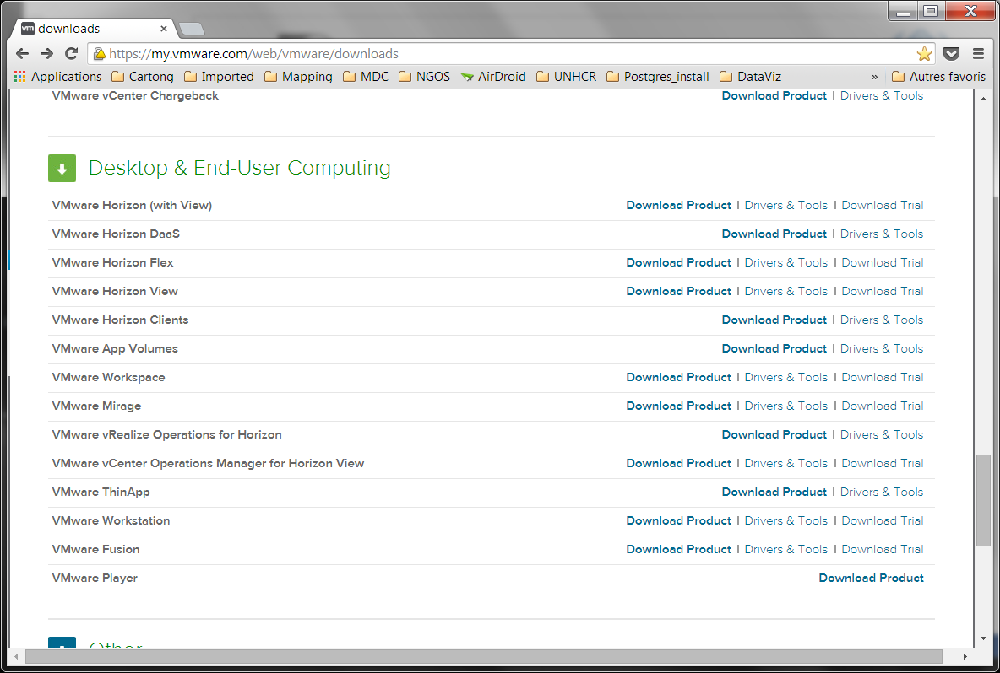 vm downloads
https://my.vmware.com/web/vmware/downloads
Applications Cartong Imported Mapping MDC NGOS AirDroid UNHCR Postgres_install DataViz » Autres favoris
VMware vCenter Chargeback Download Product | Drivers & Tools
Desktop & End-User Computing
VMware Horizon (with View) Download Product | Drivers & Tools | Download Trial
VMware Horizon DaaS Download Product | Drivers & Tools
VMware Horizon Flex Download Product | Drivers & Tools | Download Trial
VMware Horizon View Download Product | Drivers & Tools | Download Trial
VMware Horizon Clients Download Product | Drivers & Tools
VMware App Volumes Download Product | Drivers & Tools
VMware Workspace Download Product | Drivers & Tools | Download Trial
VMware Mirage Download Product | Drivers & Tools | Download Trial
VMware vRealize Operations for Horizon Download Product | Drivers & Tools
VMware vCenter Operations Manager for Horizon View Download Product | Drivers & Tools | Download Trial
VMware ThinApp Download Product | Drivers & Tools
VMware Workstation Download Product | Drivers & Tools | Download Trial
VMware Fusion Download Product | Drivers & Tools | Download Trial
VMware Player Download Product
Other